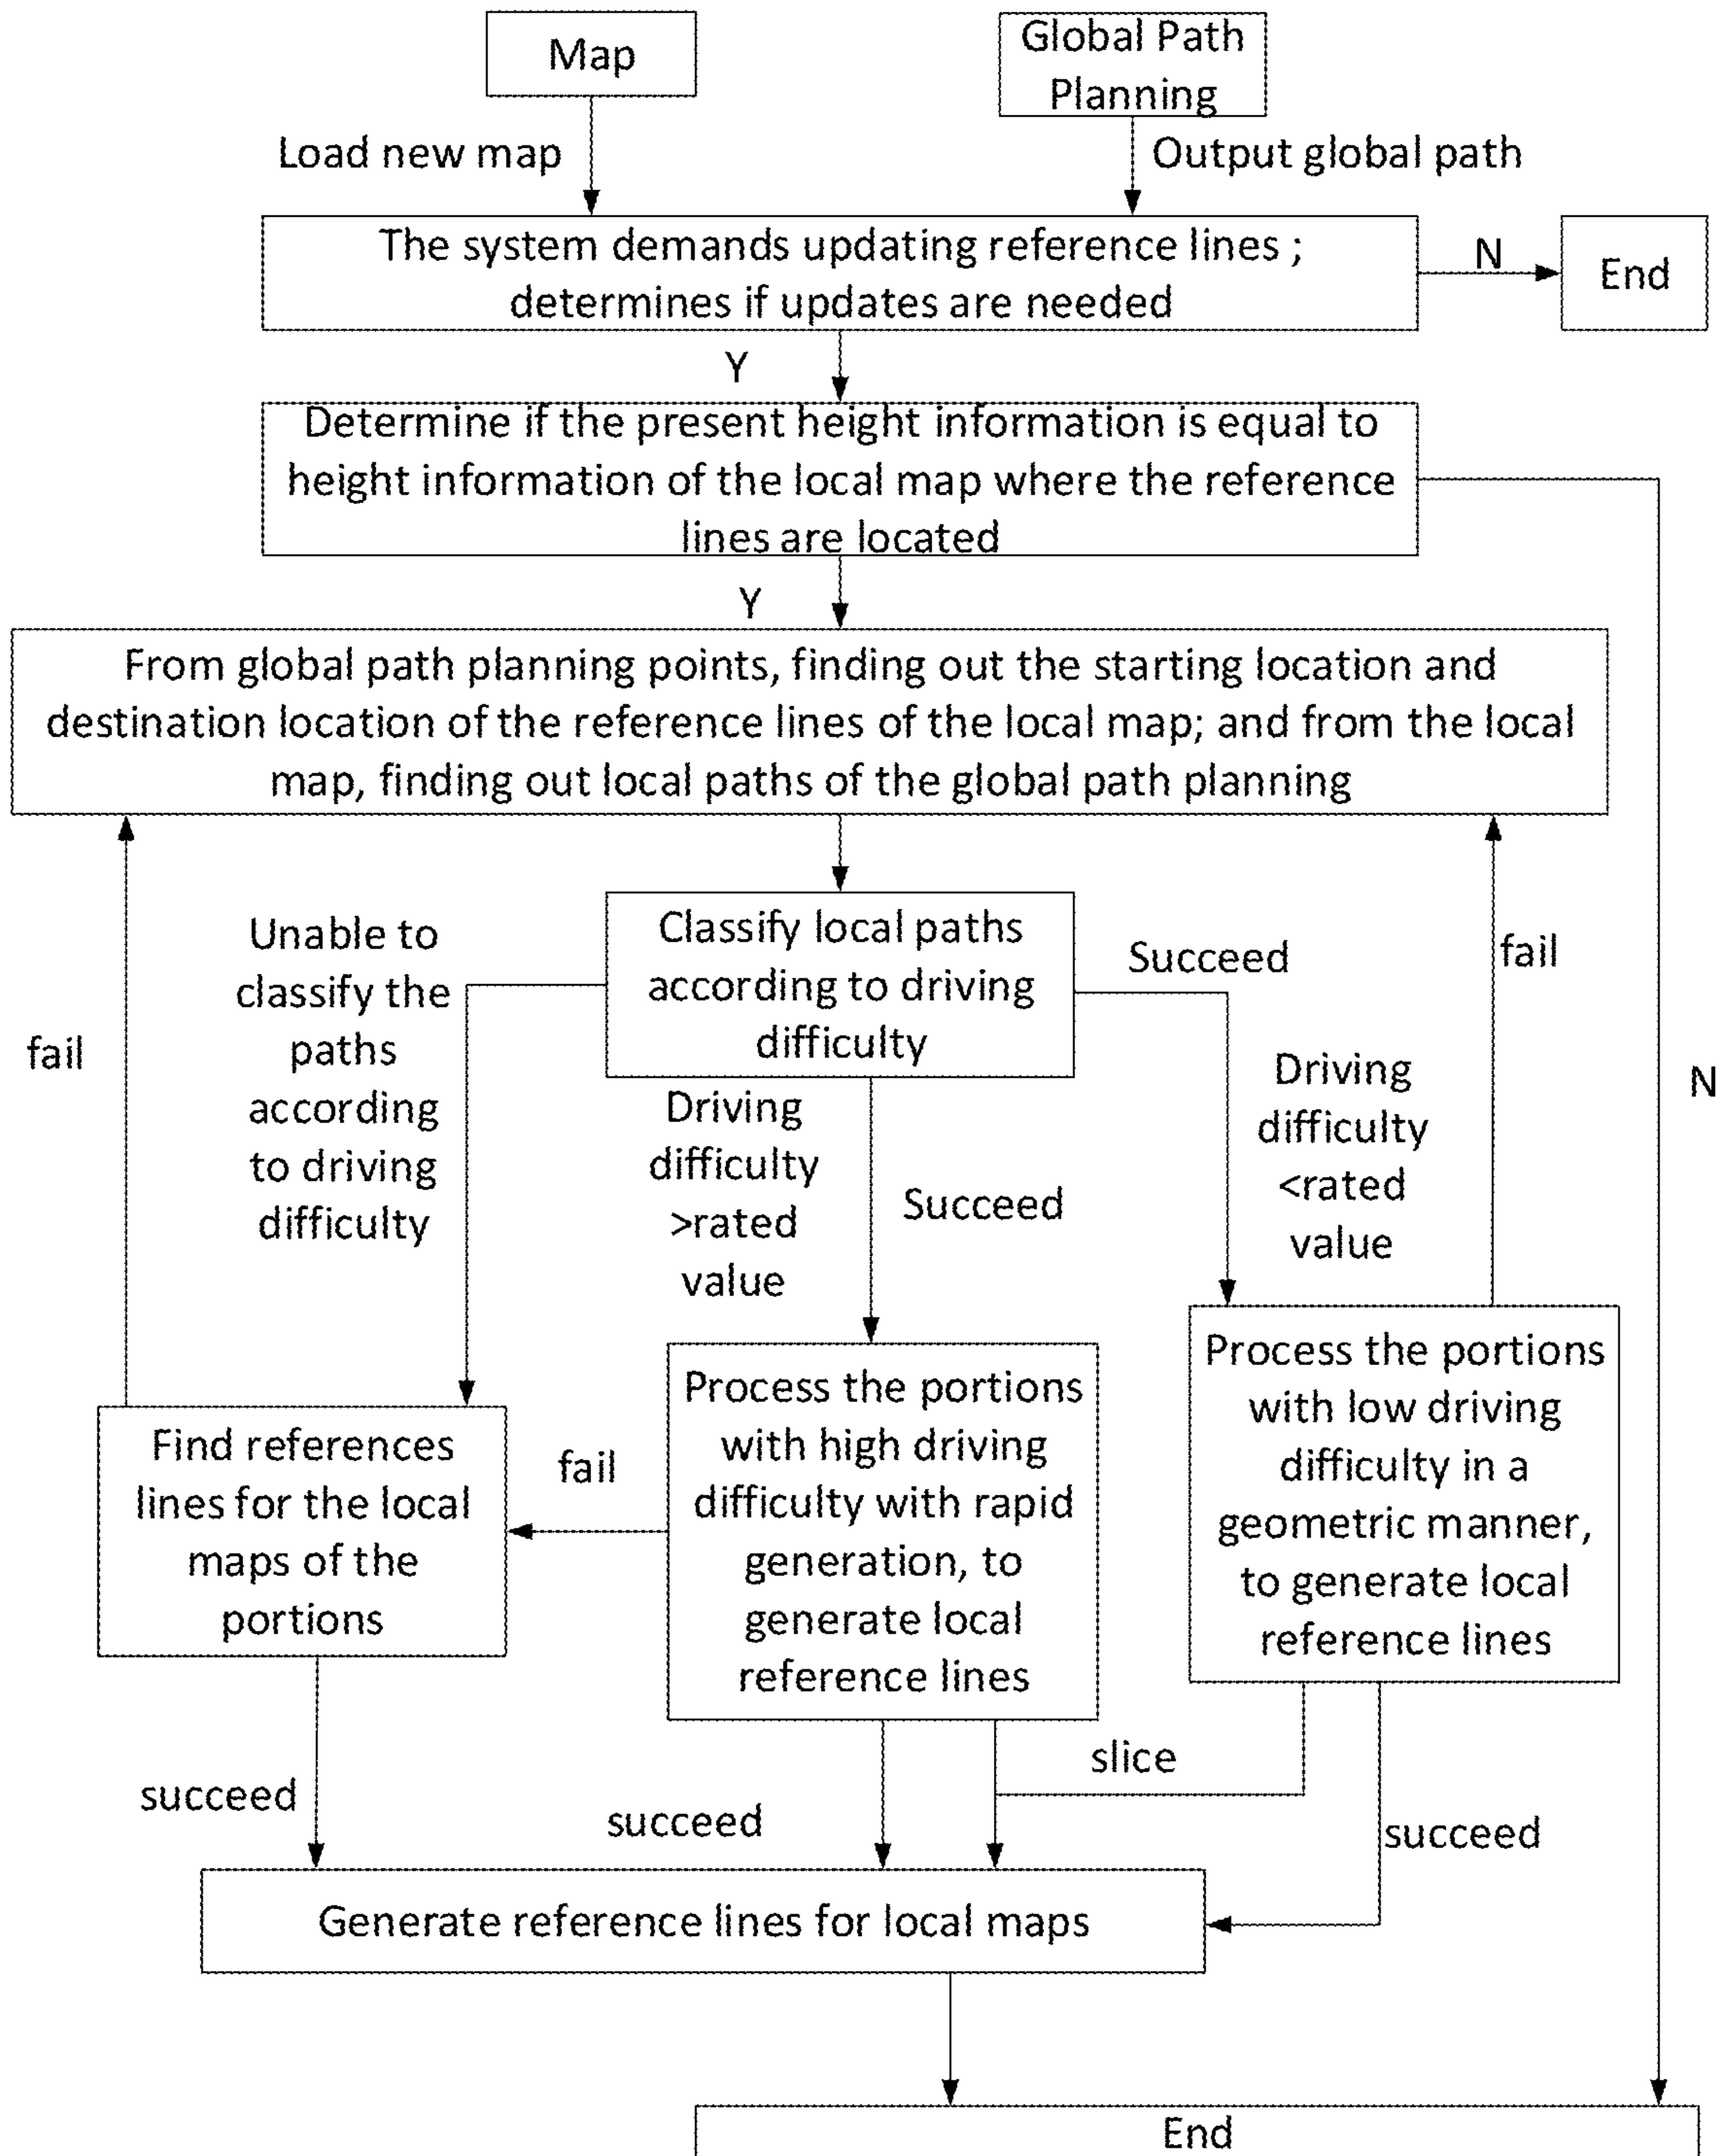 Map
Global Path
Planning
Load new map
Output global path
The system demands updating reference lines ;
determines if updates are needed
N
End
Y
Determine if the present height information is equal to
height information of the local map where the reference
lines are located
Y
From global path planning points, finding out the starting location and
destination location of the reference lines of the local map; and from the local
map, finding out local paths of the global path planning
fail
Unable to
classify the
paths
according
to driving
difficulty
Classify local paths
according to driving
difficulty
Succeed
fail
Driving
difficulty
>rated
value
Succeed
Driving
difficulty
<rated
value
N
Find references
lines for the local
maps of the
portions
fail
Process the portions
with high driving
difficulty with rapid
generation, to
generate local
reference lines
Process the portions
with low driving
difficulty in a
geometric manner,
to generate local
reference lines
succeed
succeed
slice
succeed
Generate reference lines for local maps
End